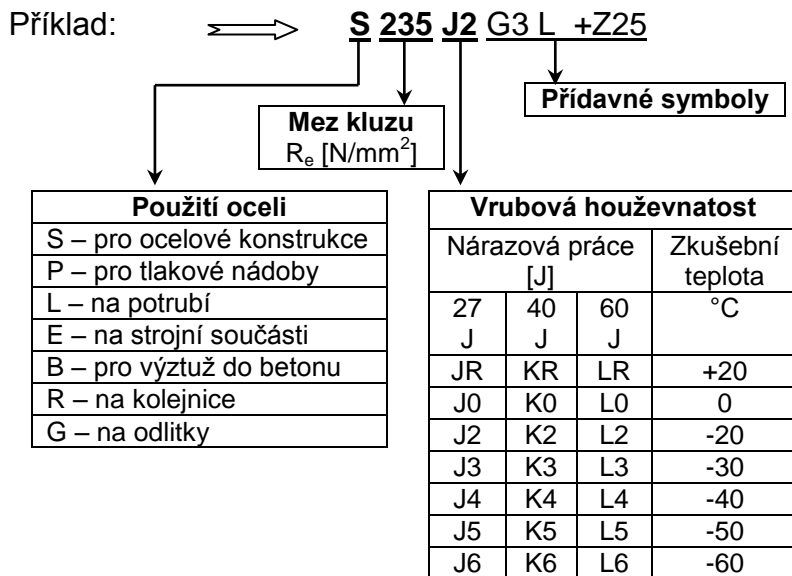 Příklad: S 235 J2 G3 L +Z25
Přídavné symboly
Mez kluzu
Re [N/mm2]
Použití oceli
S – pro ocelové konstrukce
P – pro tlakové nádoby
L – na potrubí
E – na strojní součásti
B – pro výztuž do betonu
R – na kolejnice
G – na odlitky
Vrubová houževnatost
Nárazová práce Zkušební
[J] teplota
27 40 60 °C
J J J
JR KR LR +20
J0 K0 L0 0
J2 K2 L2 -20
J3 K3 L3 -30
J4 K4 L4 -40
J5 K5 L5 -50
J6 K6 L6 -60